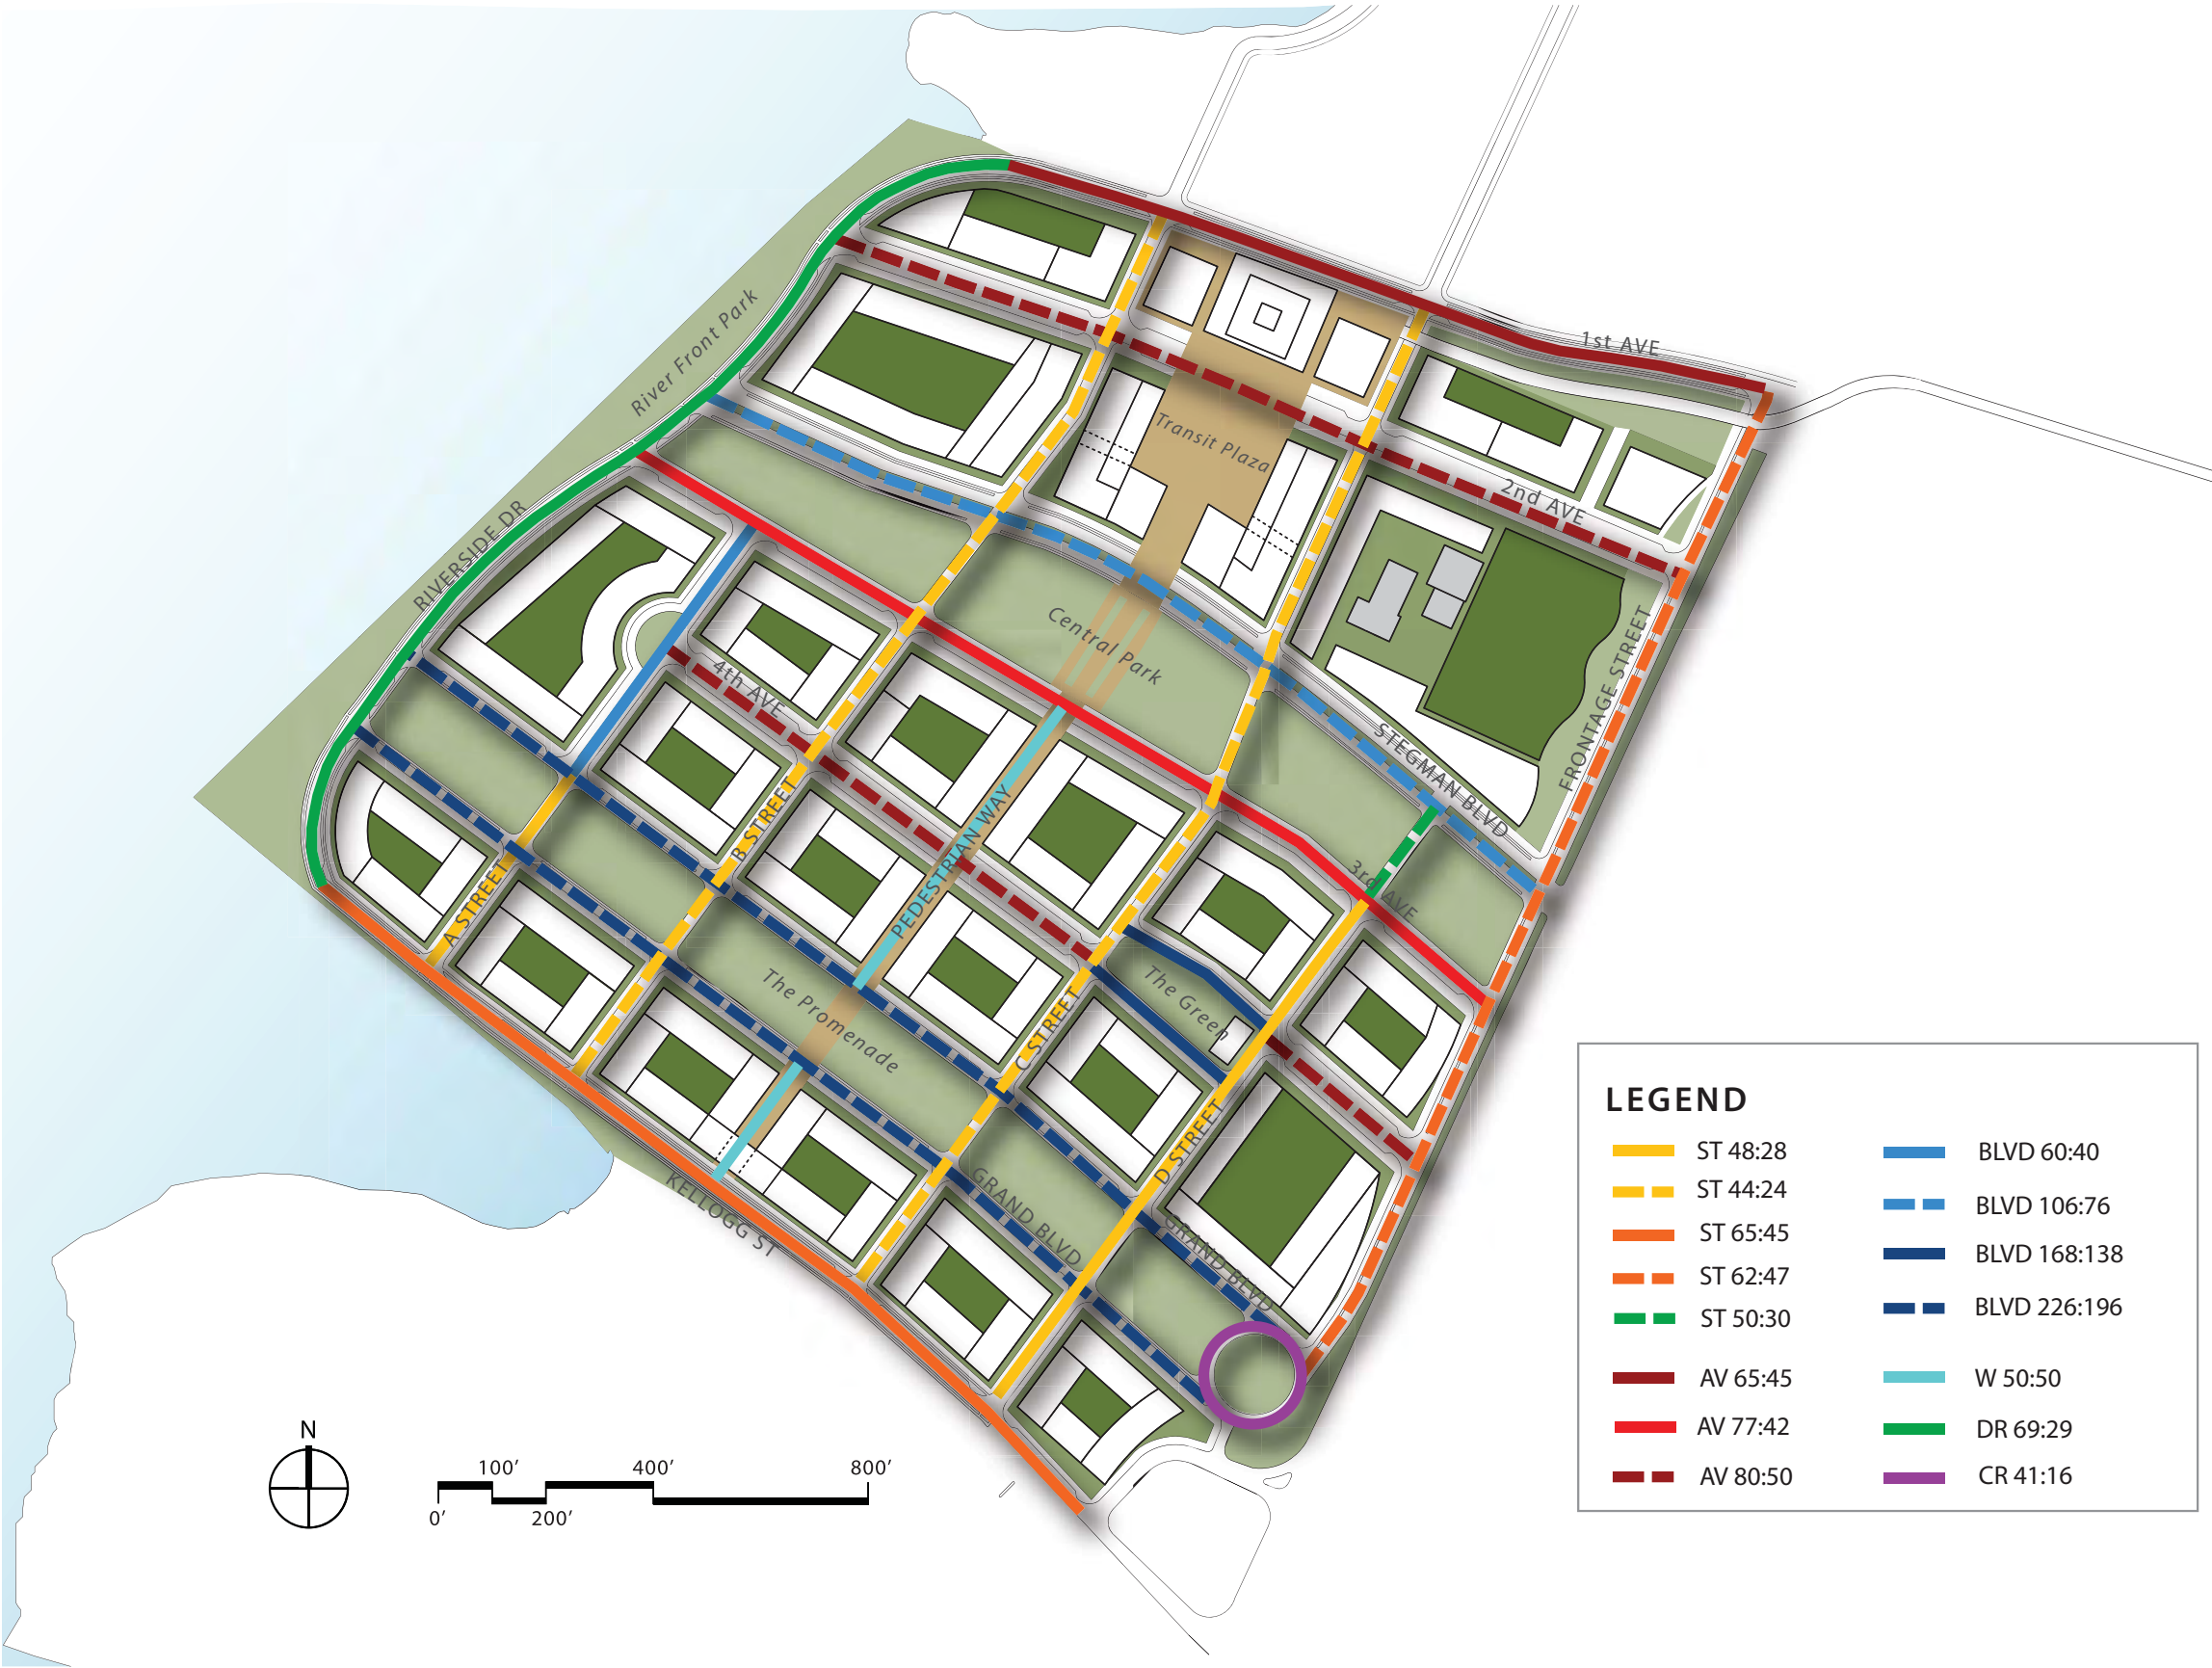 1st AVE
River Front Park
Transit Plaza
2nd AVE
RIVERSIDE DR
Central Park
4th AVE
FRONTAGE STREET
STEGMAN BLVD
B STREET
PEDESTRIAN WAY
3rd AVE
A STREET
The Promenade
The Green
C STREET
D STREET
GRAND BLVD
GRAND BLVD
KELLOGG ST
LEGEND
ST 48:28
ST 44:24
ST 65:45
ST 62:47
ST 50:30
AV 65:45
AV 77:42
AV 80:50
BLVD 60:40
BLVD 106:76
BLVD 168:138
BLVD 226:196
W 50:50
DR 69:29
CR 41:16
N
100’ 400’ 800’
0’ 200’